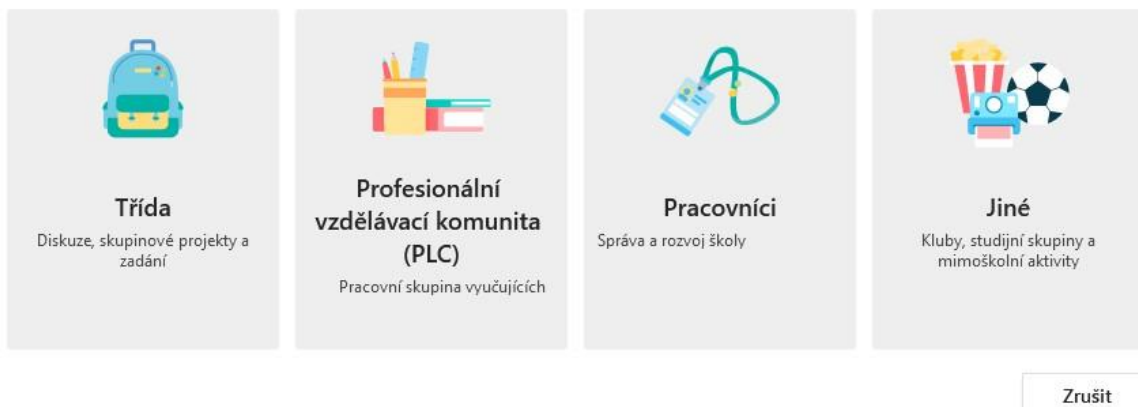 Třída
Diskuze, skupinové projekty a
zadání
Profesionální
vzdělávací komunita
(PLC)
Pracovní skupina vyučujících
Pracovníci
Správa a rozvoj školy
Jiné
Kluby, studijní skupiny a
mimoškolní aktivity
Zrušit